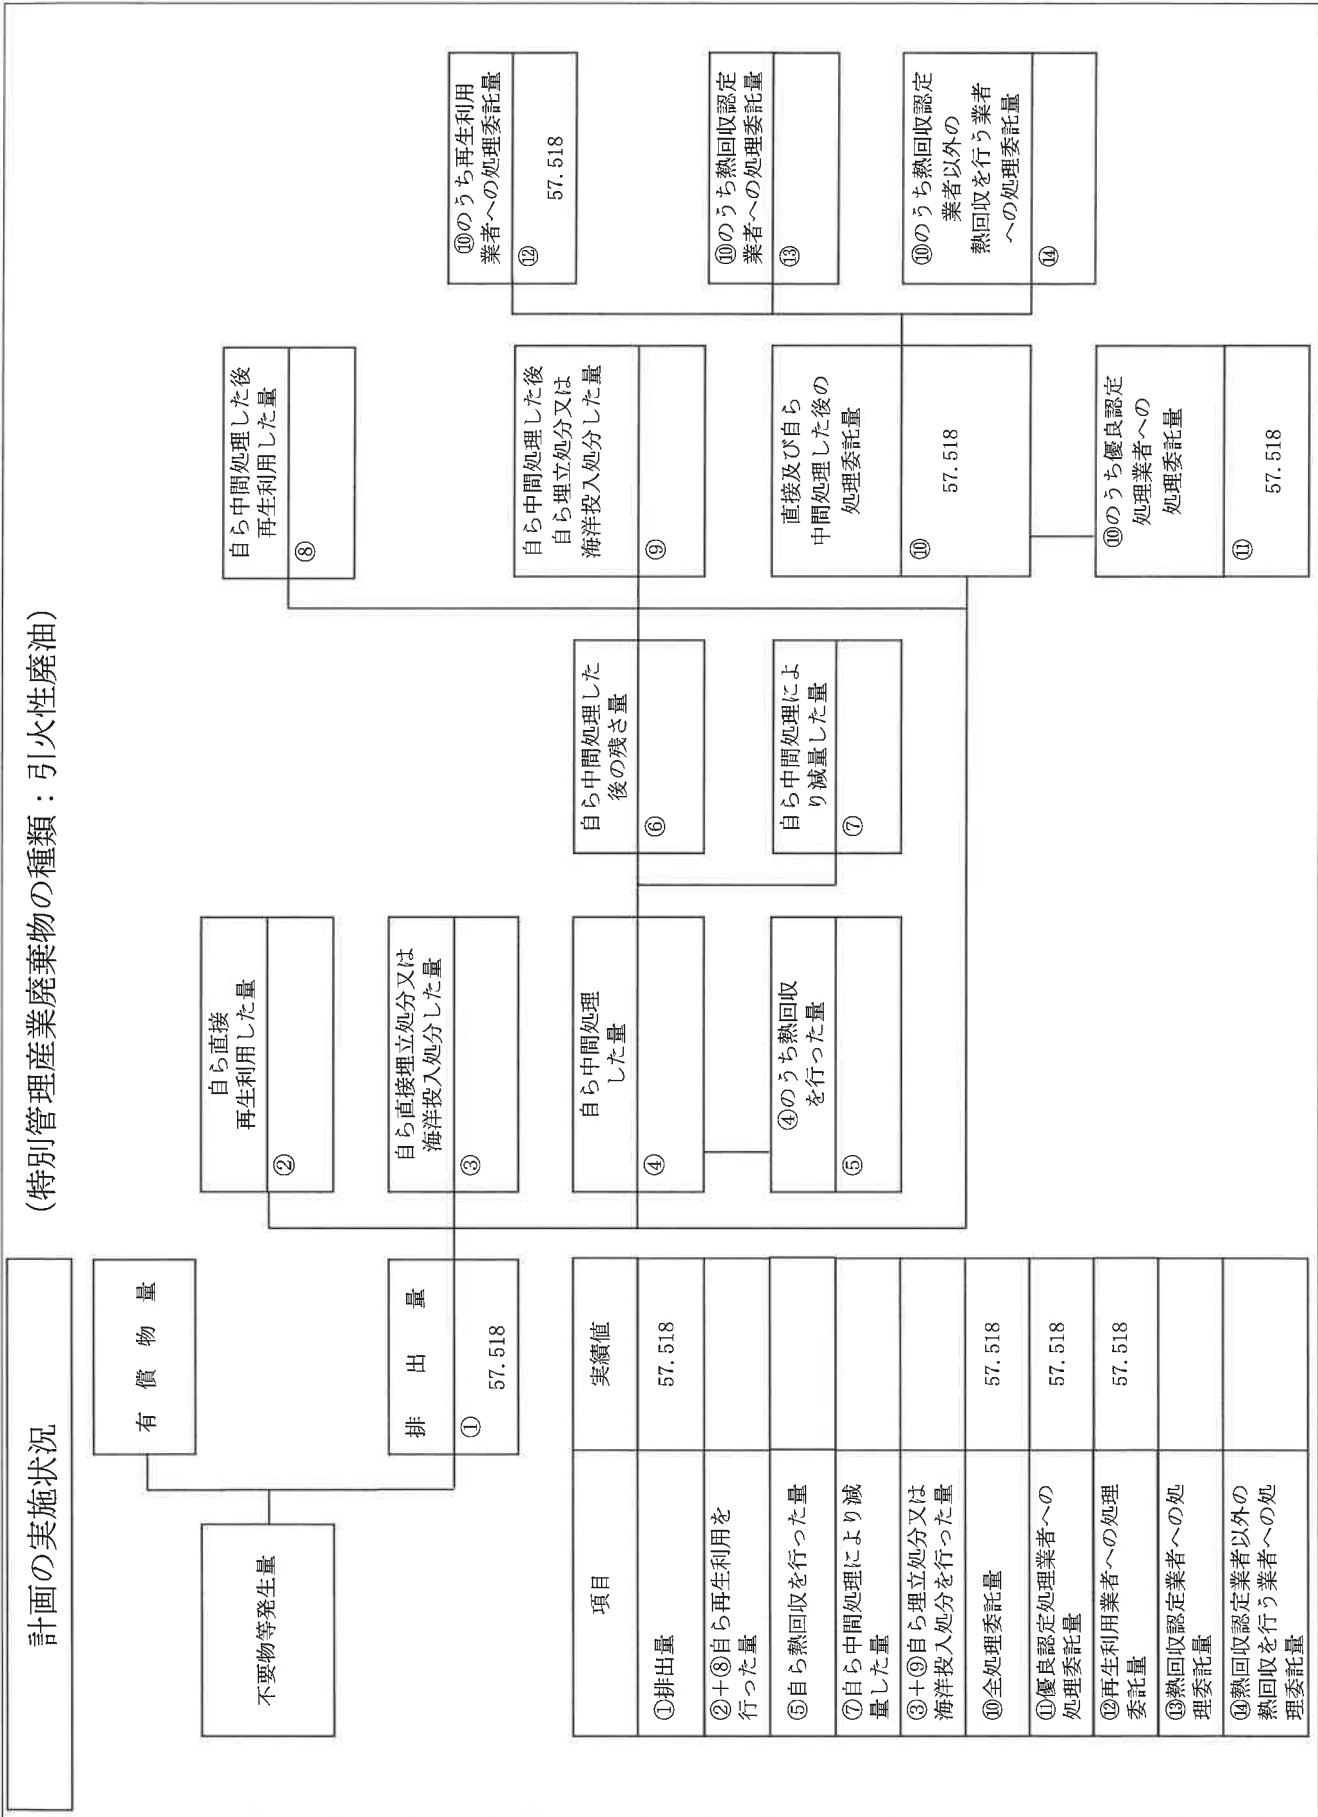 計画の実施状況
(特別管理産業廃棄物の種類：引火性廃油)
不要物等発生量
有 償 物 量
排 出 量
①
57.518
自ら直接
再生利用した量
②
自ら直接埋立処分又は
海洋投入処分した量
③
自ら中間処理
した量
④
④のうち熱回収
を行った量
⑤
自ら中間処理した
後の残さ量
⑥
自ら中間処理によ
り減量した量
⑦
自ら中間処理した後
再生利用した量
⑧
自ら中間処理した後
自ら埋立処分又は
海洋投入処分した量
⑨
直接及び自ら
中間処理した後の
処理委託量
⑩
57.518
⑩のうち優良認定
処理業者への
処理委託量
⑪
57.518
⑩のうち再生利用
業者への処理委託量
⑫
57.518
⑩のうち熱回収認定
業者への処理委託量
⑬
⑩のうち熱回収認定
業者以外の
熱回収を行う業者
への処理委託量
⑭
項目 実績値
①排出量 57.518
②+⑧自ら再生利用を
行った量
⑤自ら熱回収を行った量
⑦自ら中間処理により減
量した量
③+⑨自ら埋立処分又は
海洋投入処分を行った量
⑩全処理委託量 57.518
⑪優良認定処理業者への
処理委託量 57.518
⑫再生利用業者への処理
委託量 57.518
⑬熱回収認定業者への処
理委託量
⑭熱回収認定業者以外の
熱回収を行う業者への処
理委託量